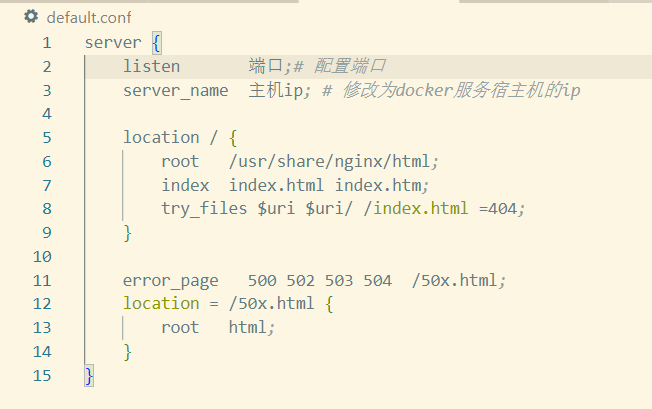 default.conf
1 server {
2 listen 端口;# 配置端口
3 server_name 主机ip; # 修改为docker服务宿主机的ip
4
5 location / {
6 root /usr/share/nginx/html;
7 index index.html index.htm;
8 try_files $uri $uri/ /index.html =404;
9 }
10
11 error_page 500 502 503 504 /50x.html;
12 location = /50x.html {
13 root html;
14 }
15 }